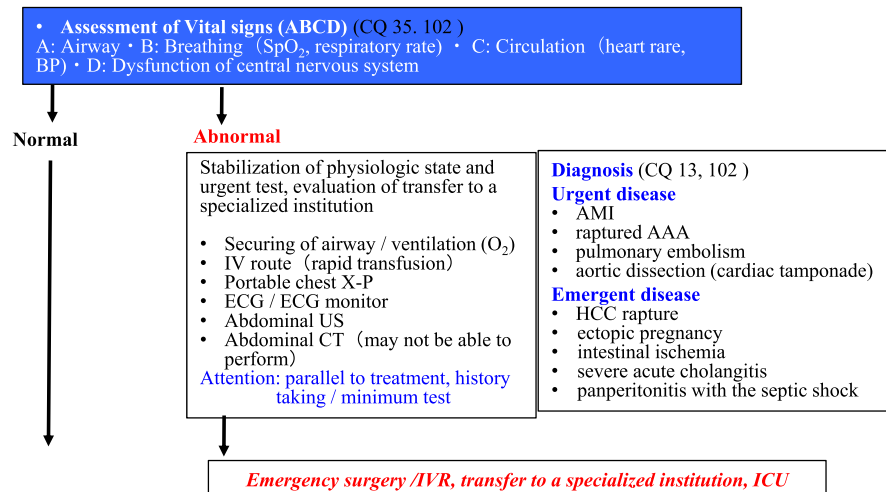 • Assessment of Vital signs (ABCD) (CQ 35. 102)
A: Airway・B: Breathing（SpO₂, respiratory rate）・ C: Circulation（heart rare,
BP)・D: Dysfunction of central nervous system
Normal
Abnormal
Stabilization of physiologic state and
urgent test, evaluation of transfer to a
specialized institution
• Securing of airway / ventilation (O₂)
• IV route（rapid transfusion）
• Portable chest X-P
• ECG / ECG monitor
• Abdominal US
• Abdominal CT（may not be able to
perform）
Attention: parallel to treatment, history
taking / minimum test
Diagnosis (CQ 13, 102 )
Urgent disease
• AMI
• raptured AAA
• pulmonary embolism
• aortic dissection (cardiac tamponade)
Emergent disease
• HCC rapture
• ectopic pregnancy
• intestinal ischemia
• severe acute cholangitis
• panperitonitis with the septic shock
Emergency surgery /IVR, transfer to a specialized institution, ICU